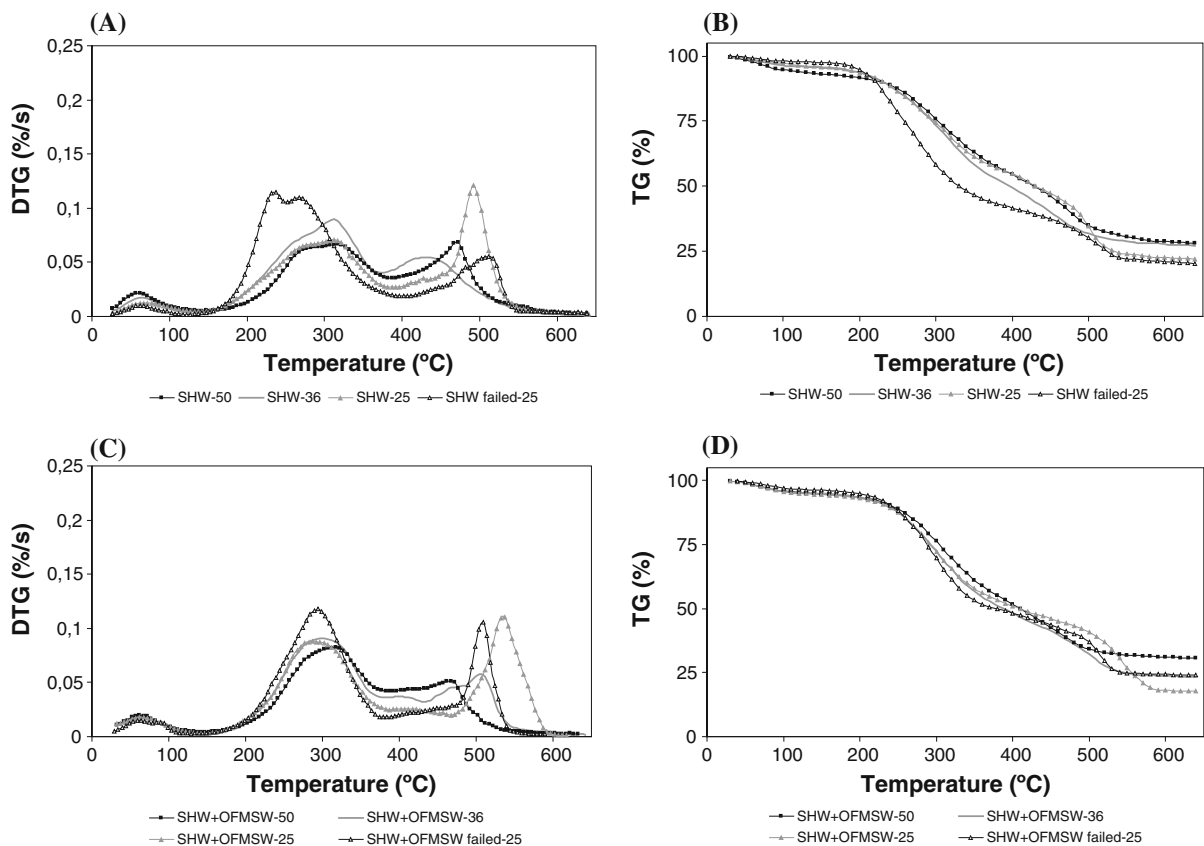 (A)
0,25
0,2
0,15
0,1
0,05
0
DTG (%/s)
0 100 200 300 400 500 600
Temperature (ºC)
SHW-50 SHW-36 SHW-25 SHW failed-25
(B)
100
75
50
25
0
TG (%)
0 100 200 300 400 500 600
Temperature (ºC)
SHW-50 SHW-36 SHW-25 SHW failed-25
(C)
0,25
0,2
0,15
0,1
0,05
0
DTG (%/s)
0 100 200 300 400 500 600
Temperature (ºC)
SHW+OFMSW-50 SHW+OFMSW-36
SHW+OFMSW-25 SHW+OFMSW failed-25
(D)
100
75
50
25
0
TG (%)
0 100 200 300 400 500 600
Temperature (ºC)
SHW+OFMSW-50 SHW+OFMSW-36
SHW+OFMSW-25 SHW+OFMSW failed-25